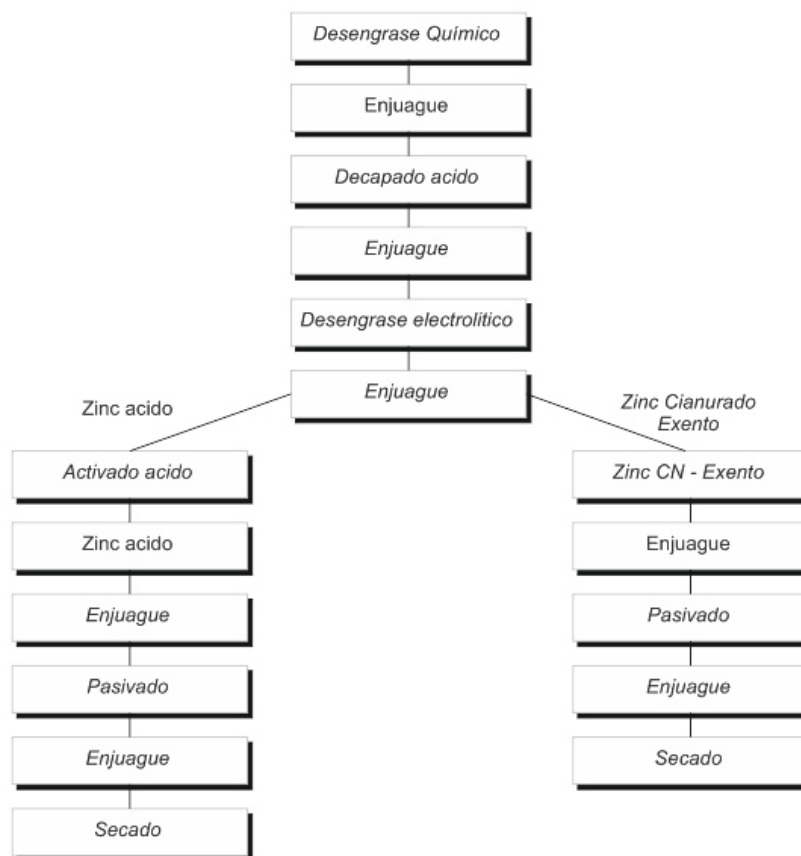 Desengrase Químico
Enjuague
Decapado acido
Enjuague
Desengrase electrolitico
Enjuague
Zinc acido
Zinc Cianurado
Exento
Activado acido
Zinc CN - Exento
Zinc acido
Enjuague
Enjuague
Pasivado
Pasivado
Enjuague
Enjuague
Secado
Secado